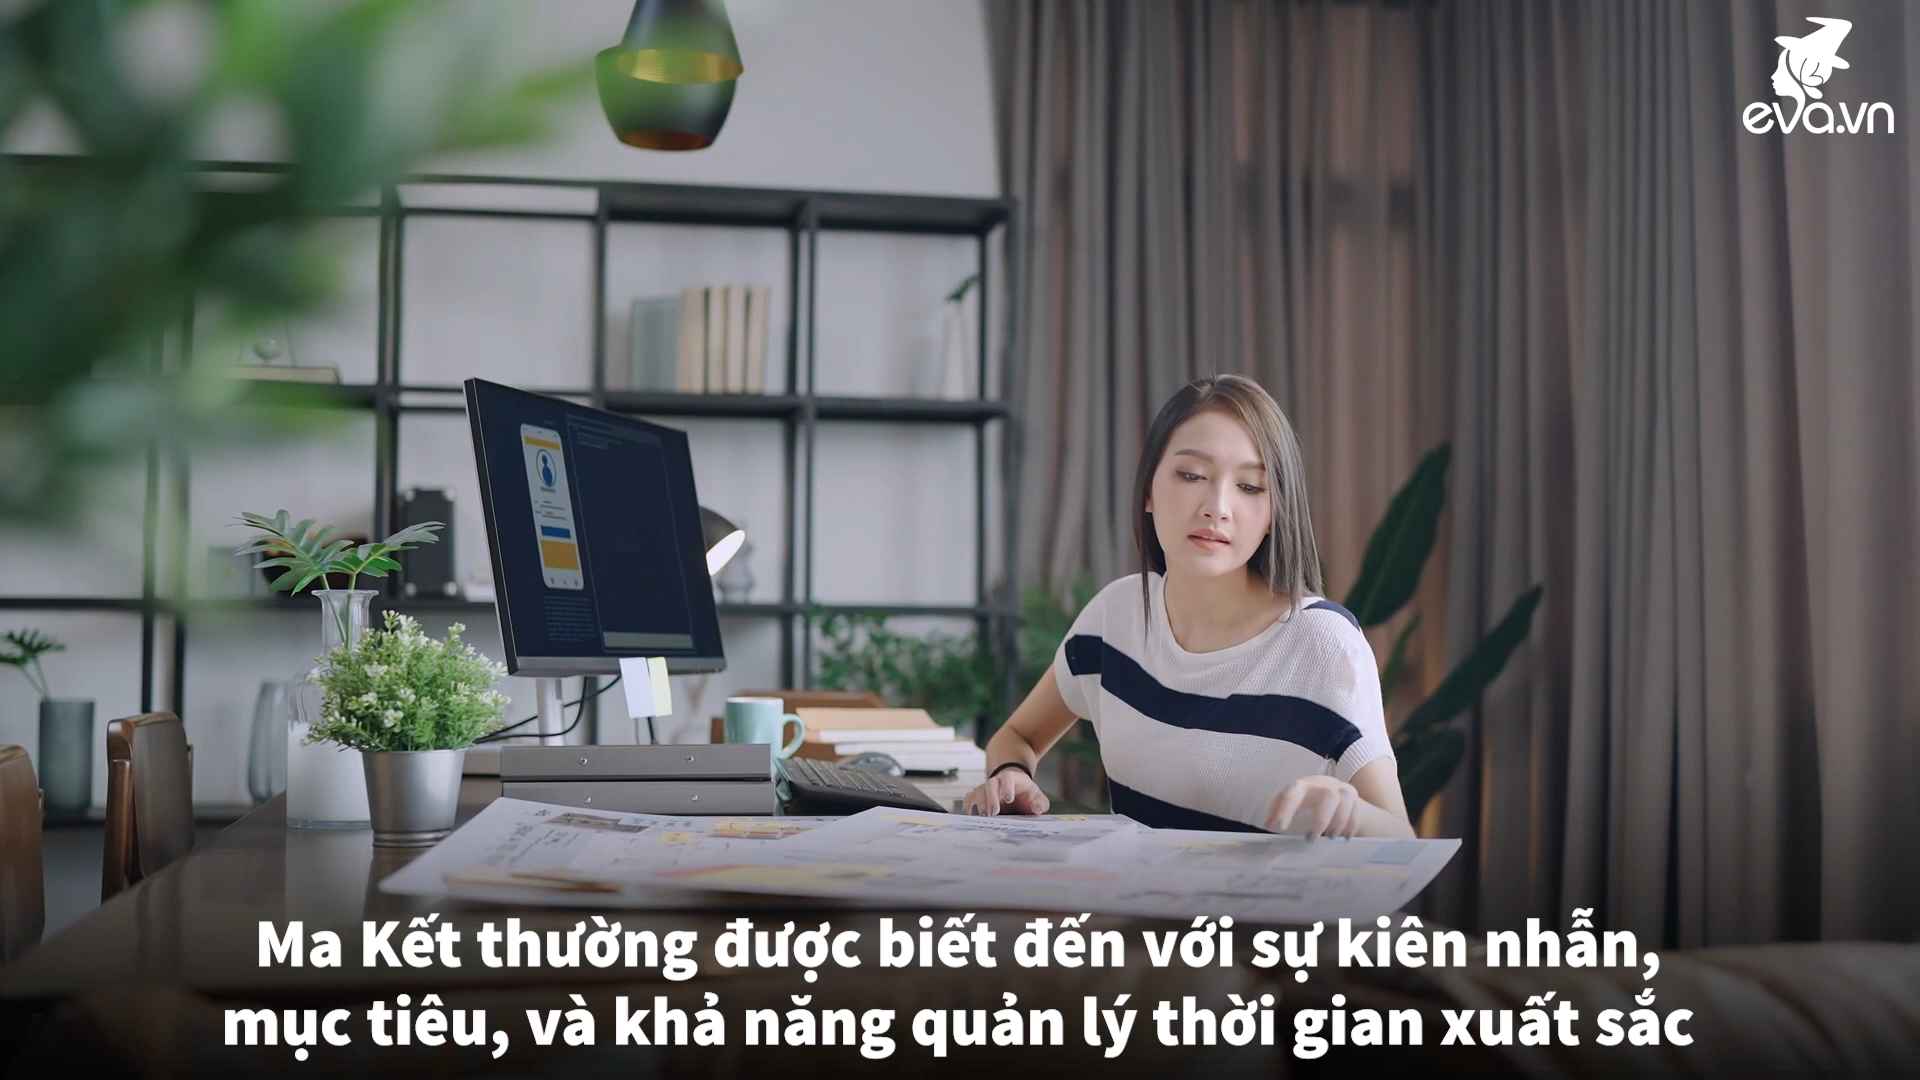 eva.vn
Ma Kết thường được biết đến với sự kiên nhẫn,
mục tiêu, và khả năng quản lý thời gian xuất sắc